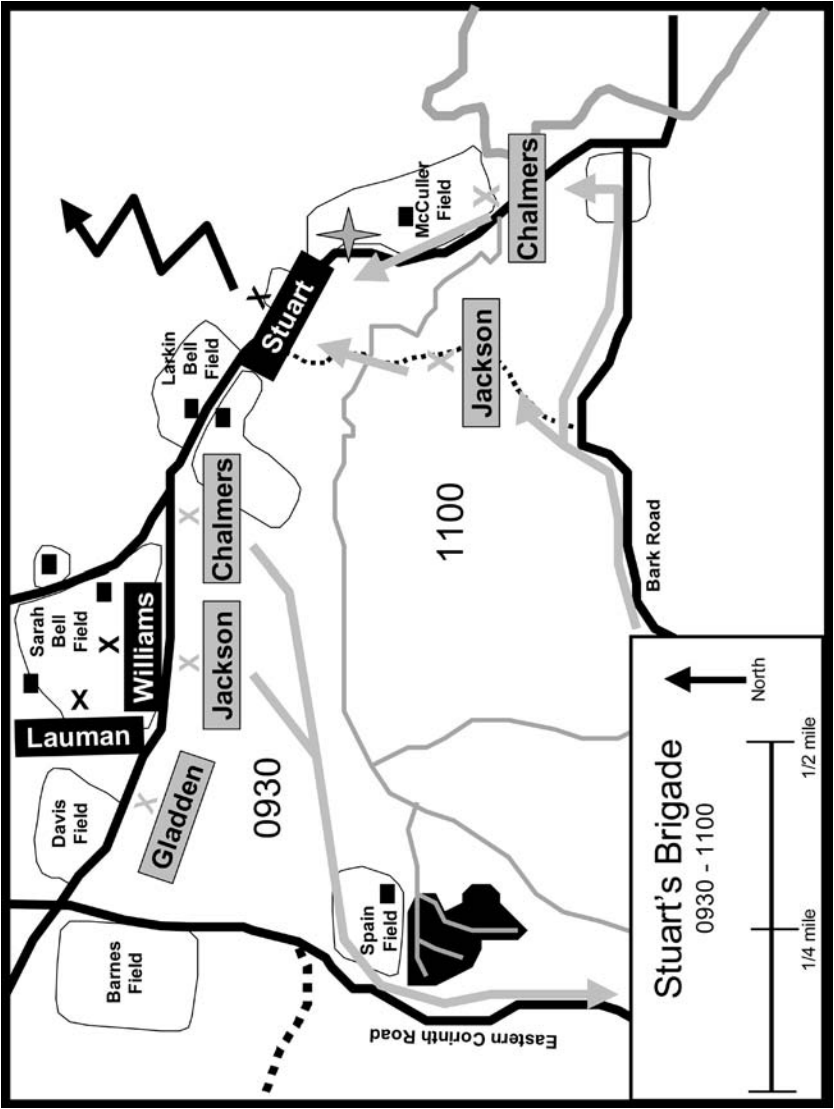 Barnes
Field
Davis
Field
Lauman
Sarah
Bell
Field
Williams
Larkin
Bell
Field
Stuart
McCuller
Field
Gladden
Jackson
Chalmers
0930
Spain
Field
Eastern Corinth Road
1100
Jackson
Chalmers
Bark Road
Stuart's Brigade
0930 - 1100
North
1/4 mile
1/2 mile